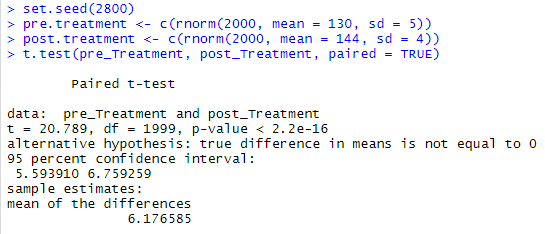 > set.seed(2800)
> pre.treatment <- c(rnorm(2000, mean = 130, sd = 5))
> post.treatment <- c(rnorm(2000, mean = 144, sd = 4))
> t.test(pre_Treatment, post_Treatment, paired = TRUE)
Paired t-test
data:  pre_Treatment and post_Treatment
t = 20.789, df = 1999, p-value < 2.2e-16
alternative hypothesis: true difference in means is not equal to 0
95 percent confidence interval:
5.593910 6.759259
sample estimates:
mean of the differences
6.176585